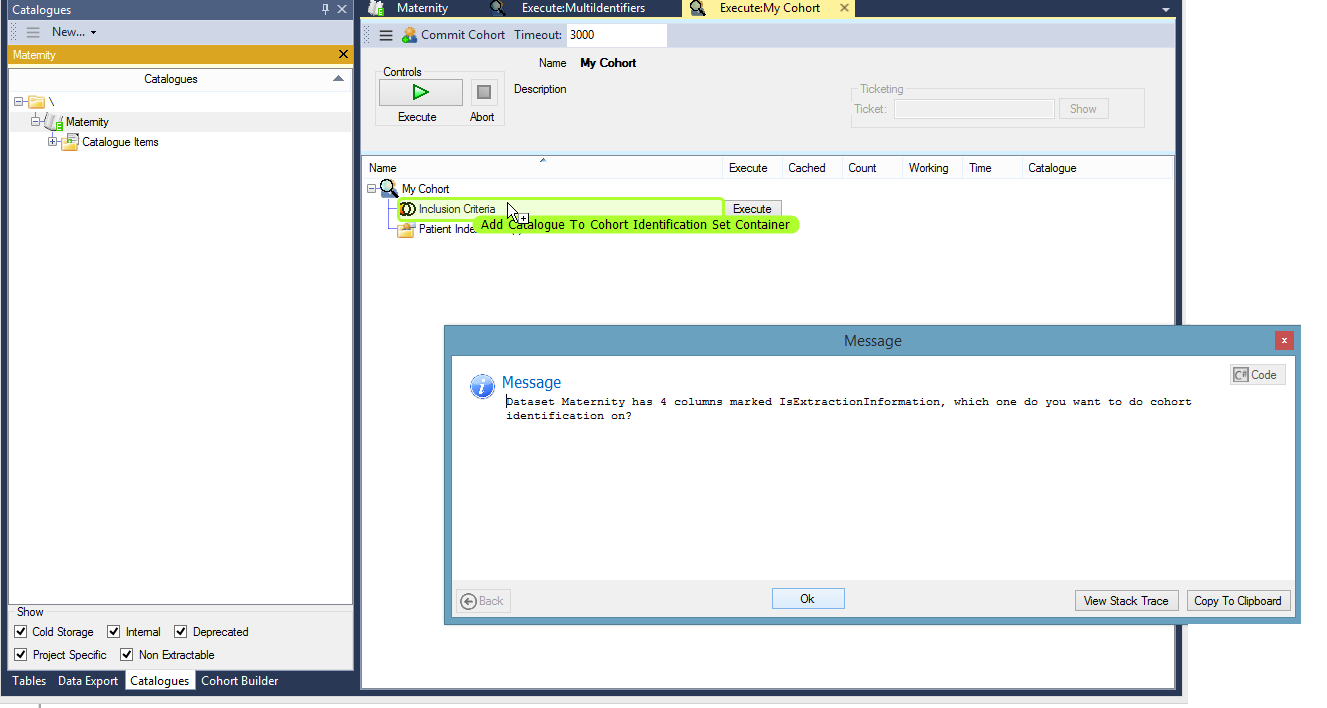 Catalogues
New...
Maternity
Catalogues
\
Maternity
Catalogue Items
Show
Cold Storage Internal Deprecated
Project Specific Non Extractable
Tables Data Export Catalogues Cohort Builder
Maternity Execute:MultiIdentifiers Execute:My Cohort
Commit Cohort Timeout: 3000
Controls
Execute Abort
Name My Cohort
Description
Ticketing
Ticket: Show
Name Execute Cached Count Working Time Catalogue
My Cohort
Inclusion Criteria Execute
Add Catalogue To Cohort Identification Set Container
Patient
Message
Message
C# Code
Dataset Maternity has 4 columns marked IsExtractionInformation, which one do you want to do cohort
identification on?
Back Ok View Stack Trace Copy To Clipboard